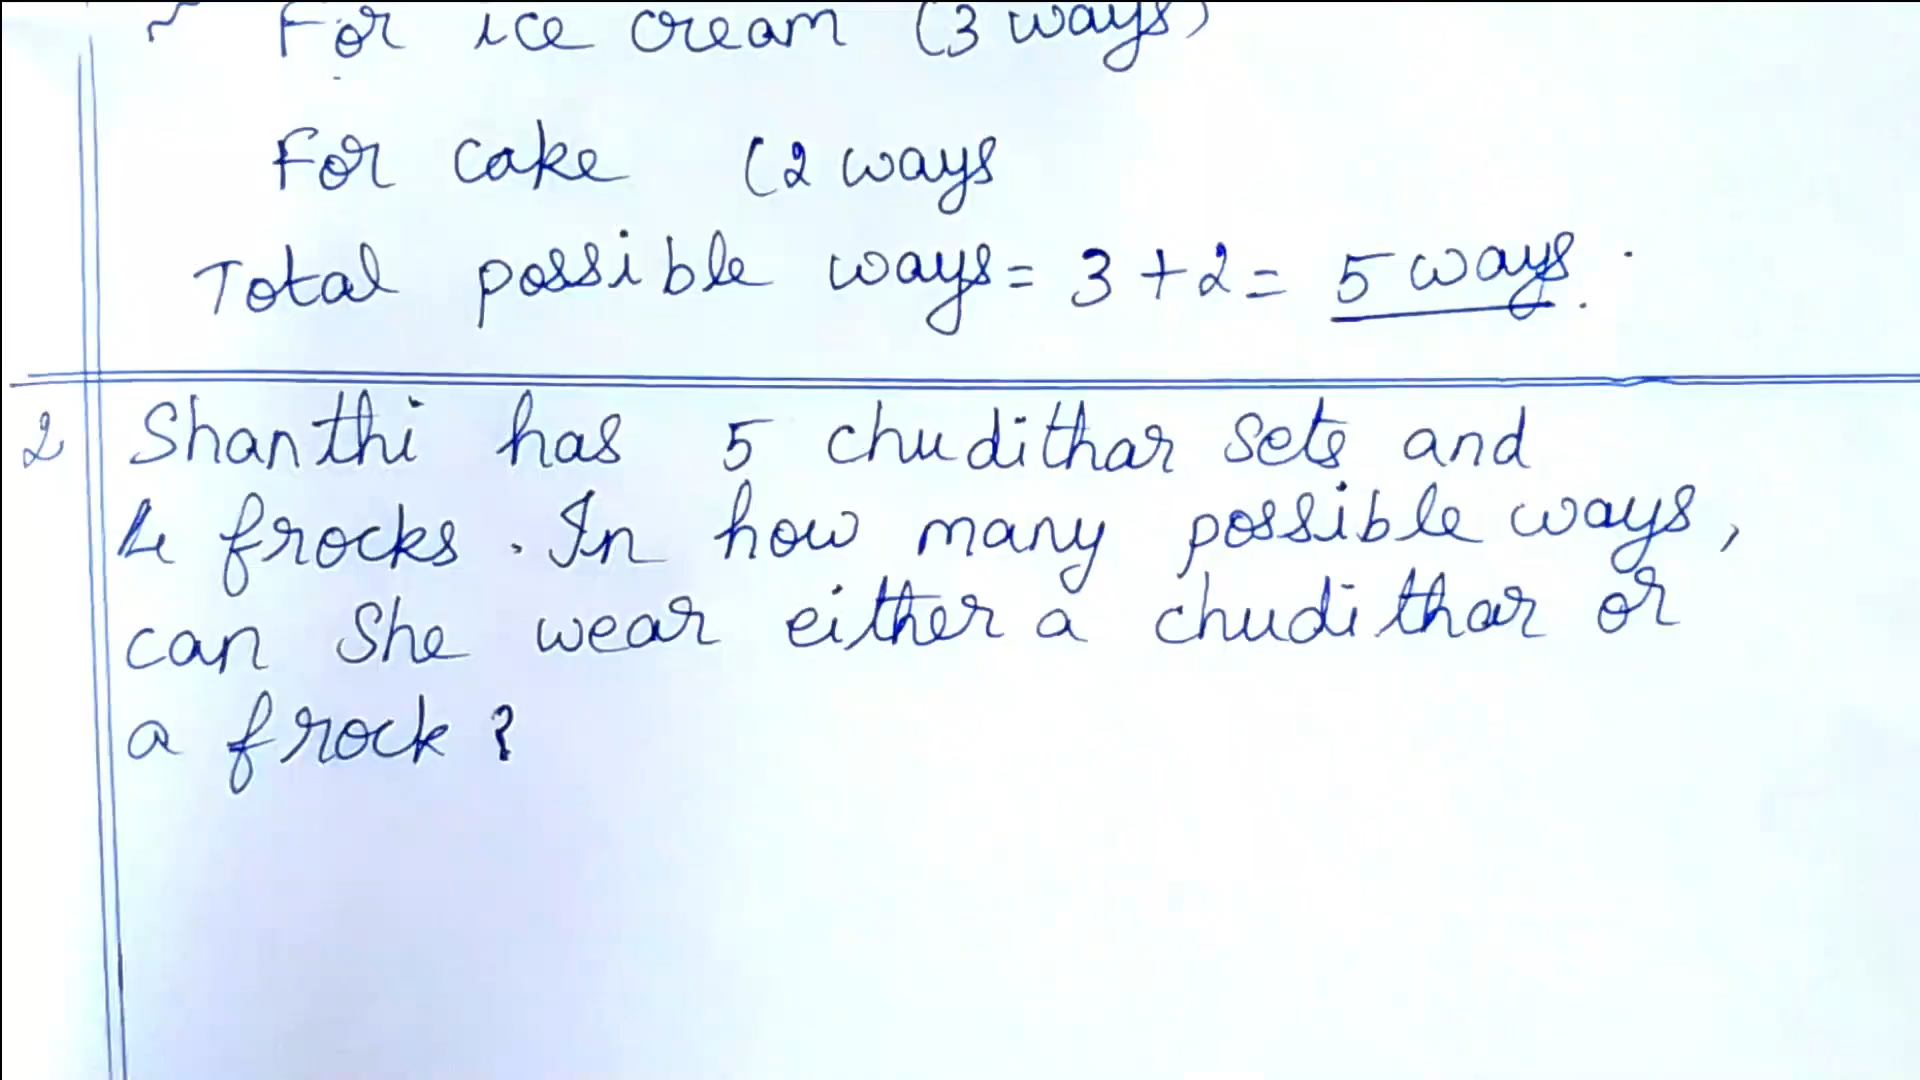 For ice cream (3 ways)
For cake (2 ways
Total possible ways = 3 + 2 = 5 ways.
2 Shanthi has 5 chudithar sets and
4 frocks. In how many possible ways,
can She wear either a chudithar or
a frock?